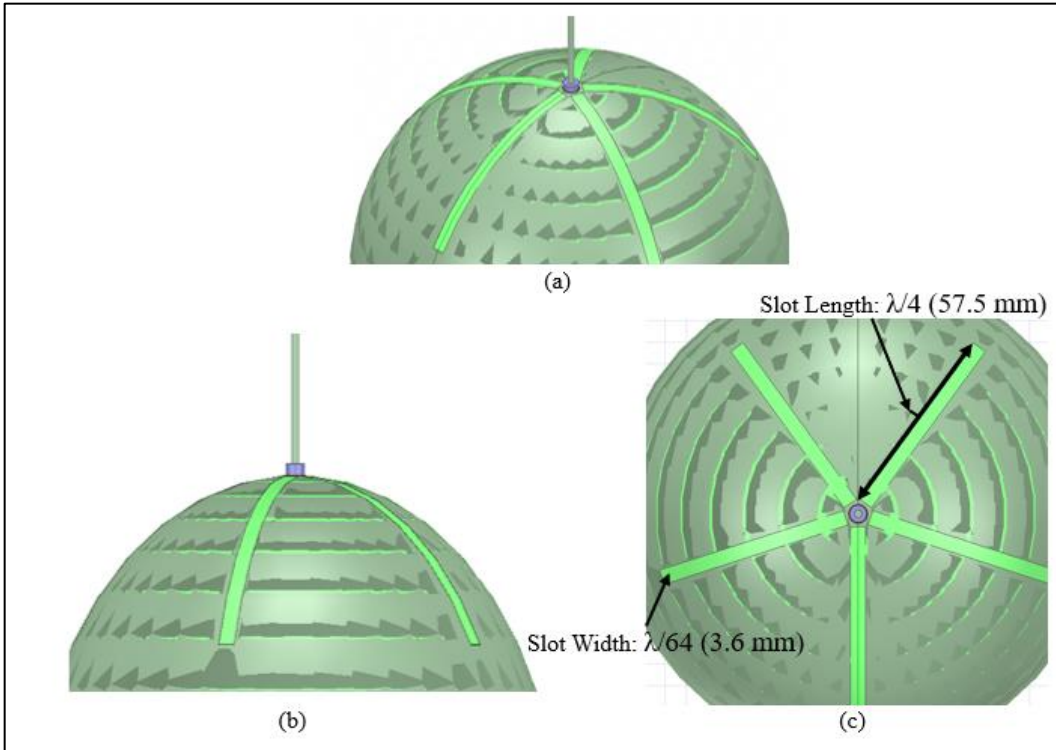 (a)
Slot Length: λ/4 (57.5 mm)
Slot Width: λ/64 (3.6 mm)
(b)
(c)